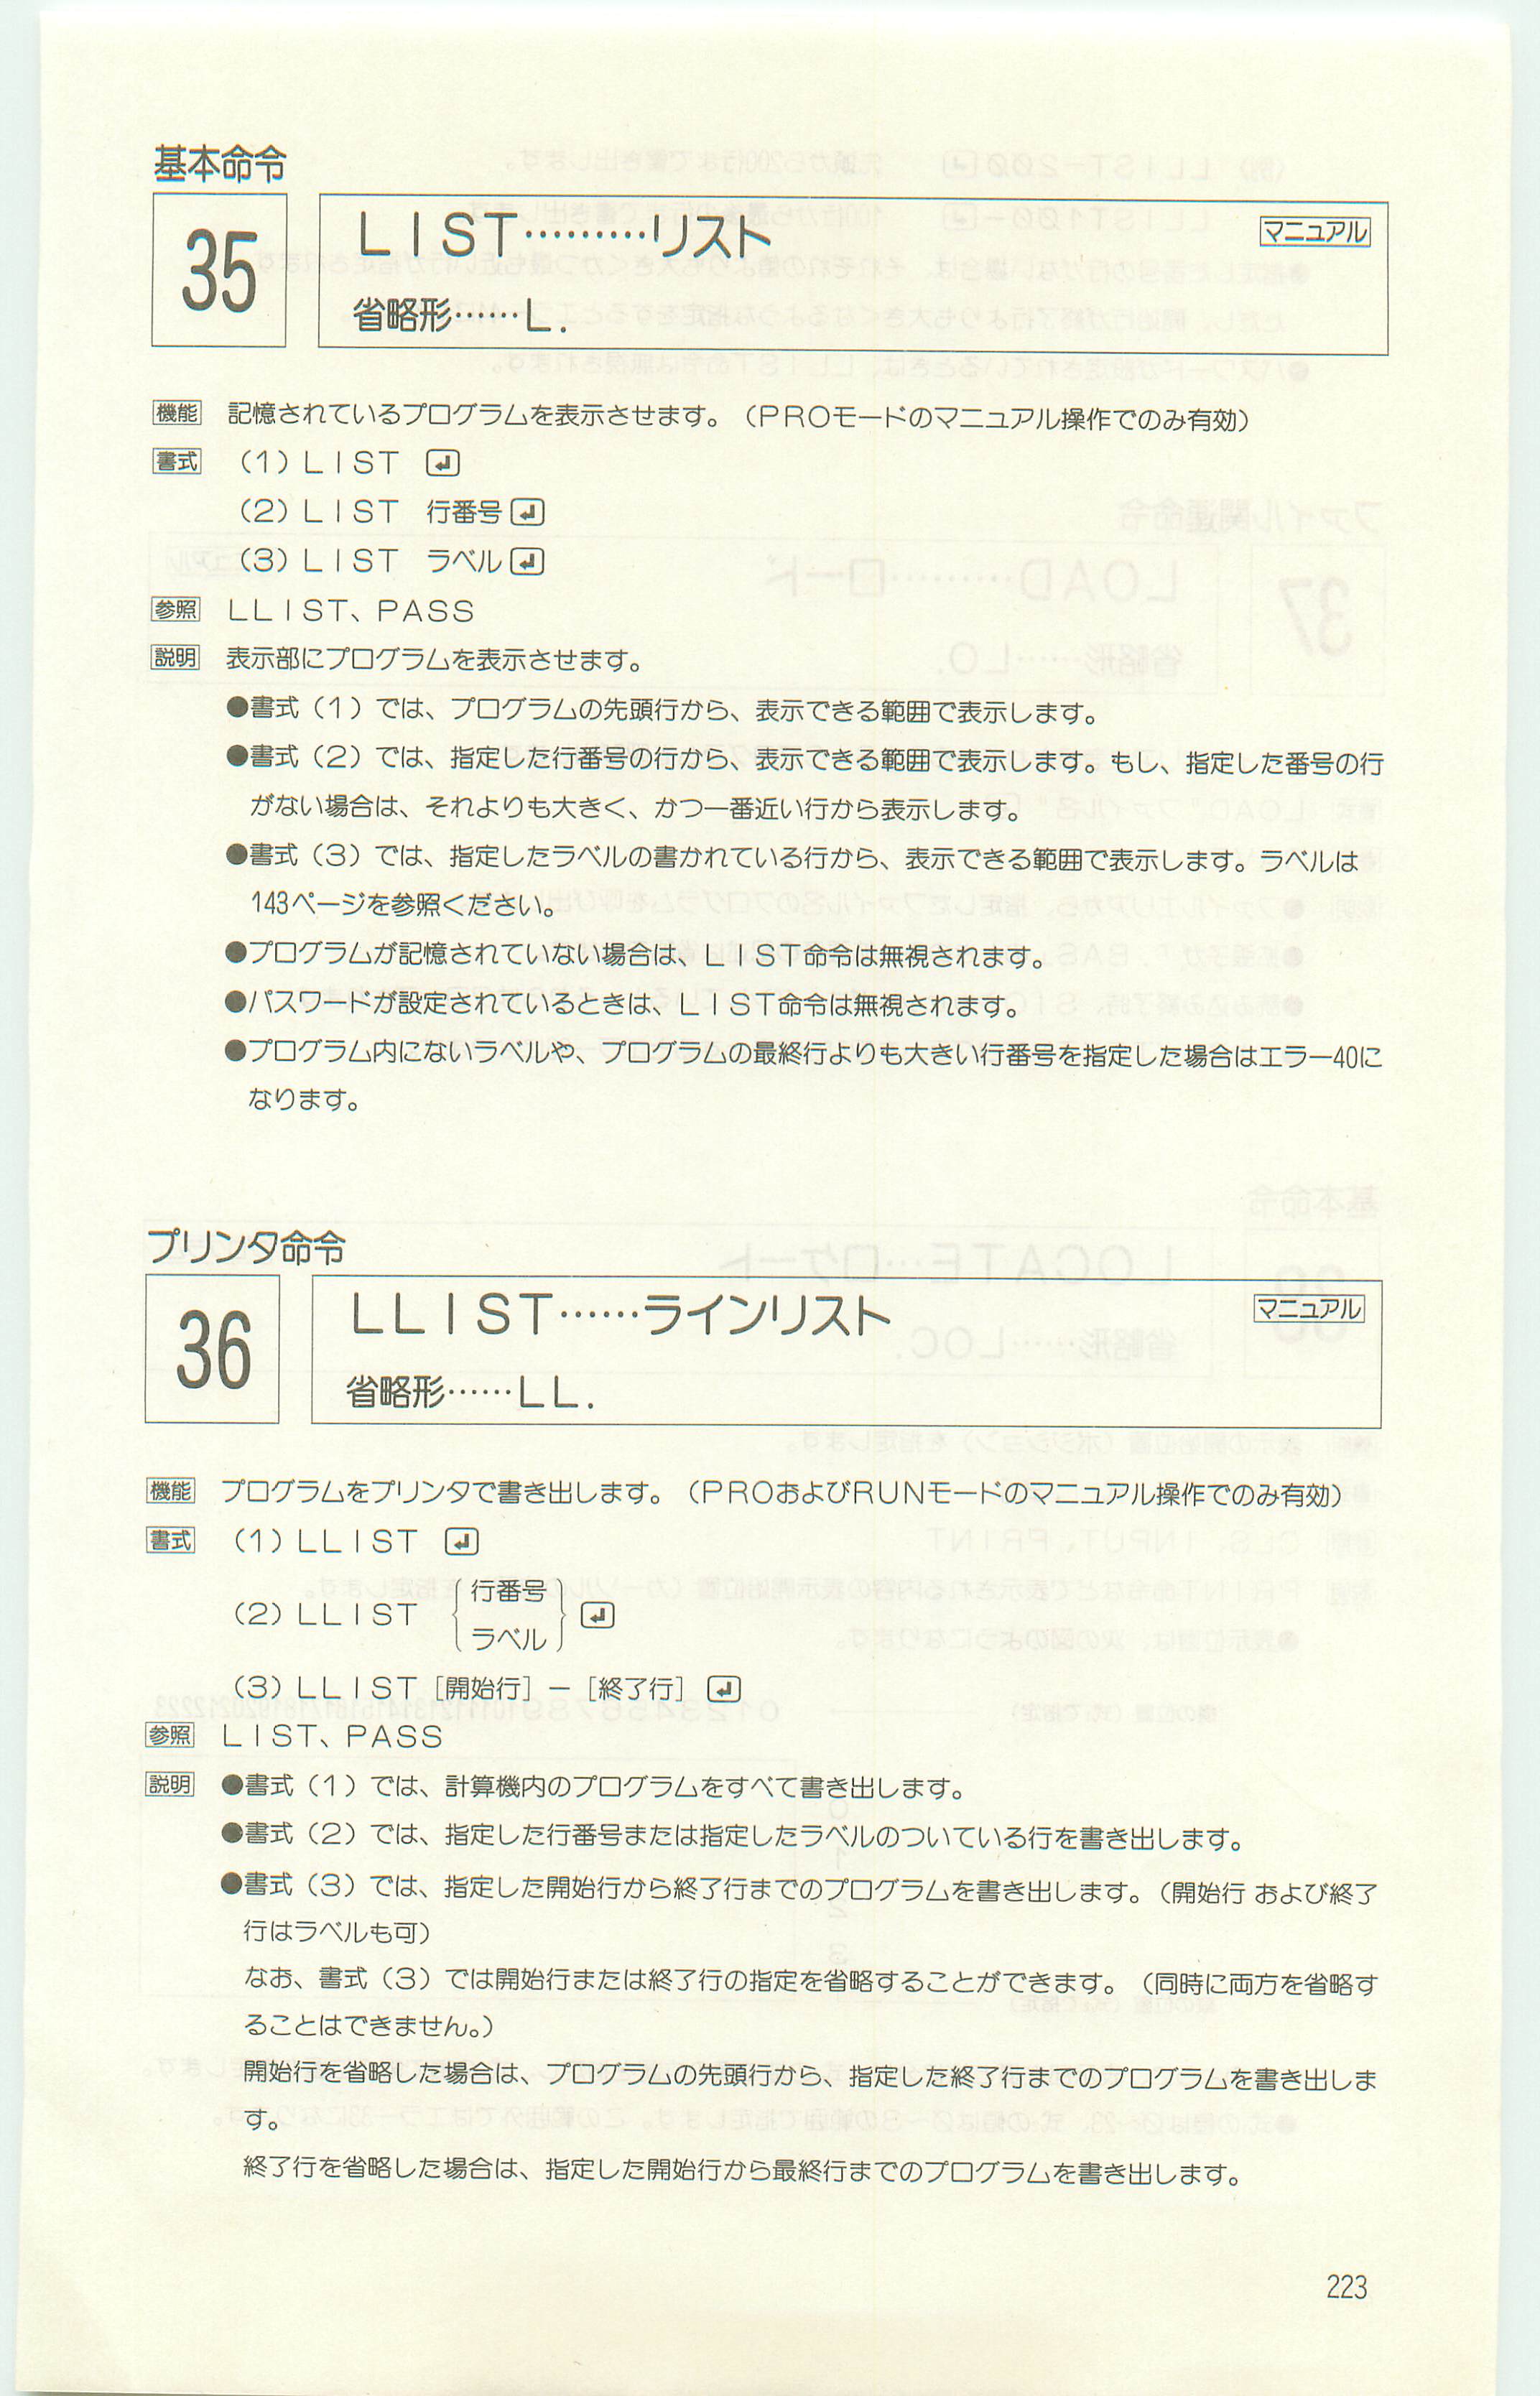 基本命令
35
LIST………リスト
マニュアル
省略形……L.
機能 記憶されているプログラムを表示させます。(PROモードのマニュアル操作でのみ有効)
書式 (1) LIST ↵
(2) LIST 行番号 ↵
(3) LIST ラベル ↵
参照 LLIST、PASS
説明 表示部にプログラムを表示させます。
●書式(1)では、プログラムの先頭行から、表示できる範囲で表示します。
●書式(2)では、指定した行番号の行から、表示できる範囲で表示します。もし、指定した番号の行
がない場合は、それよりも大きく、かつ一番近い行から表示します。
●書式(3)では、指定したラベルの書かれている行から、表示できる範囲で表示します。ラベルは
143ページを参照ください。
●プログラムが記憶されていない場合は、LIST命令は無視されます。
●パスワードが設定されているときは、LIST命令は無視されます。
●プログラム内にないラベルや、プログラムの最終行よりも大きい行番号を指定した場合はエラー40に
なります。
プリンタ命令
36
LLIST……ラインリスト
マニュアル
省略形……LL.
機能 プログラムをプリンタで書き出します。(PROおよびRUNモードのマニュアル操作でのみ有効)
書式 (1) LLIST ↵
(2) LLIST {行番号
ラベル} ↵
(3) LLIST [開始行] − [終了行] ↵
参照 LIST、PASS
説明 ●書式(1)では、計算機内のプログラムをすべて書き出します。
●書式(2)では、指定した行番号または指定したラベルのついている行を書き出します。
●書式(3)では、指定した開始行から終了行までのプログラムを書き出します。(開始行 および終了
行はラベルも可)
なお、書式(3)では開始行または終了行の指定を省略することができます。(同時に両方を省略す
ることはできません。)
開始行を省略した場合は、プログラムの先頭行から、指定した終了行までのプログラムを書き出しま
す。
終了行を省略した場合は、指定した開始行から最終行までのプログラムを書き出します。
223